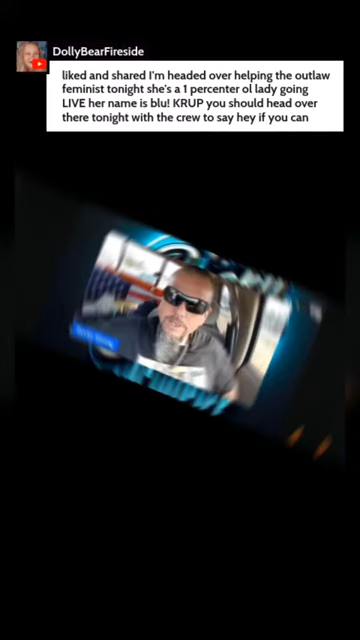 DollyBearFireside
liked and shared I'm headed over helping the outlaw
feminist tonight she's a 1 percenter ol lady going
LIVE her name is blu! KRUP you should head over
there tonight with the crew to say hey if you can